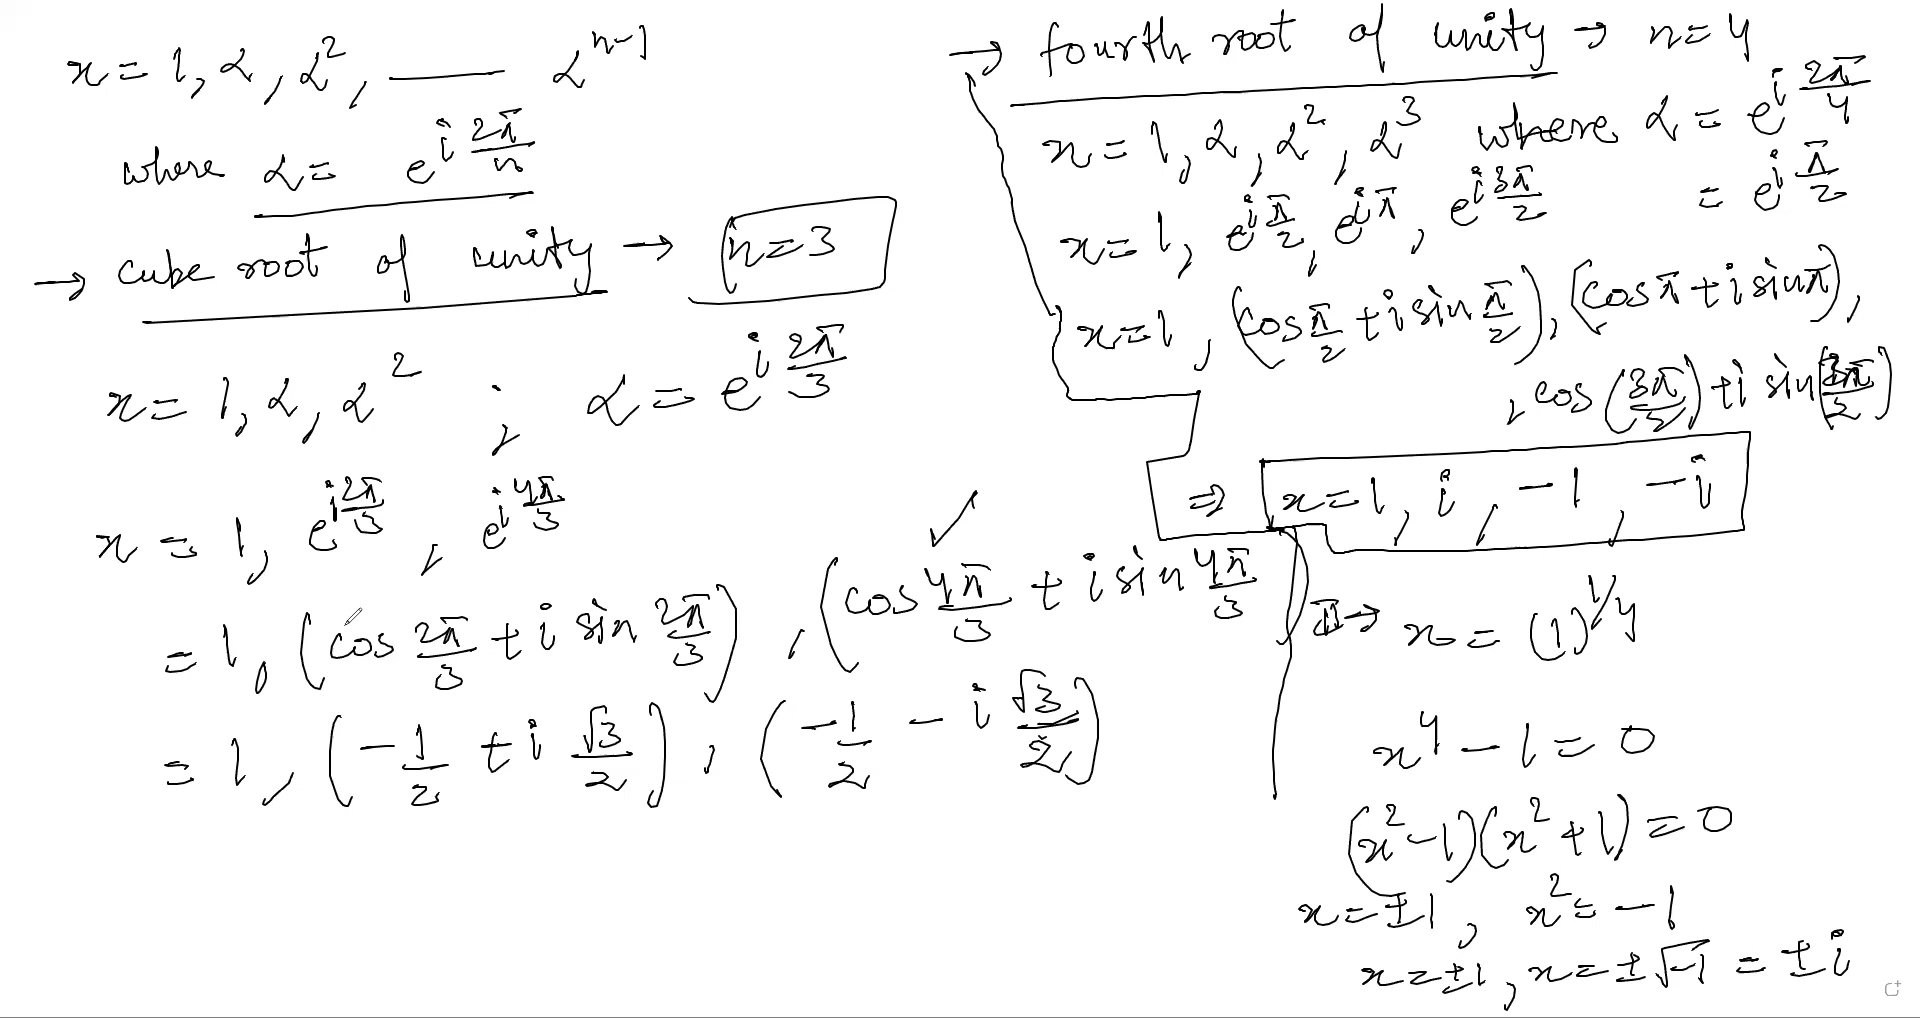 x = 1, α, α², ——— α^(n-1)
where α = e^(i 2π/n)
→ cube root of unity → n=3
x = 1, α, α² ; α = e^(i 2π/3)
x = 1, e^(i 2π/3), e^(i 4π/3)
= 1, (cos 2π/3 + i sin 2π/3), (cos 4π/3 + i sin 4π/3) ✓
= 1, (-1/2 + i √3/2), (-1/2 - i √3/2)
→ fourth root of unity → n=4
x = 1, α, α², α³ where α = e^(i 2π/4)
x = 1, e^(i π/2), e^(iπ), e^(i 3π/2) = e^(i π/2)
x = 1, (cos π/2 + i sin π/2), (cos π + i sin π),
, cos (3π/2) + i sin (3π/2)
⇒ x = 1, i, -1, -i
II → x = (1)^(1/4)
x⁴ - 1 = 0
(x² - 1)(x² + 1) = 0
x = ±1, x² = -1
x = ±1, x = ±√-1 = ±i